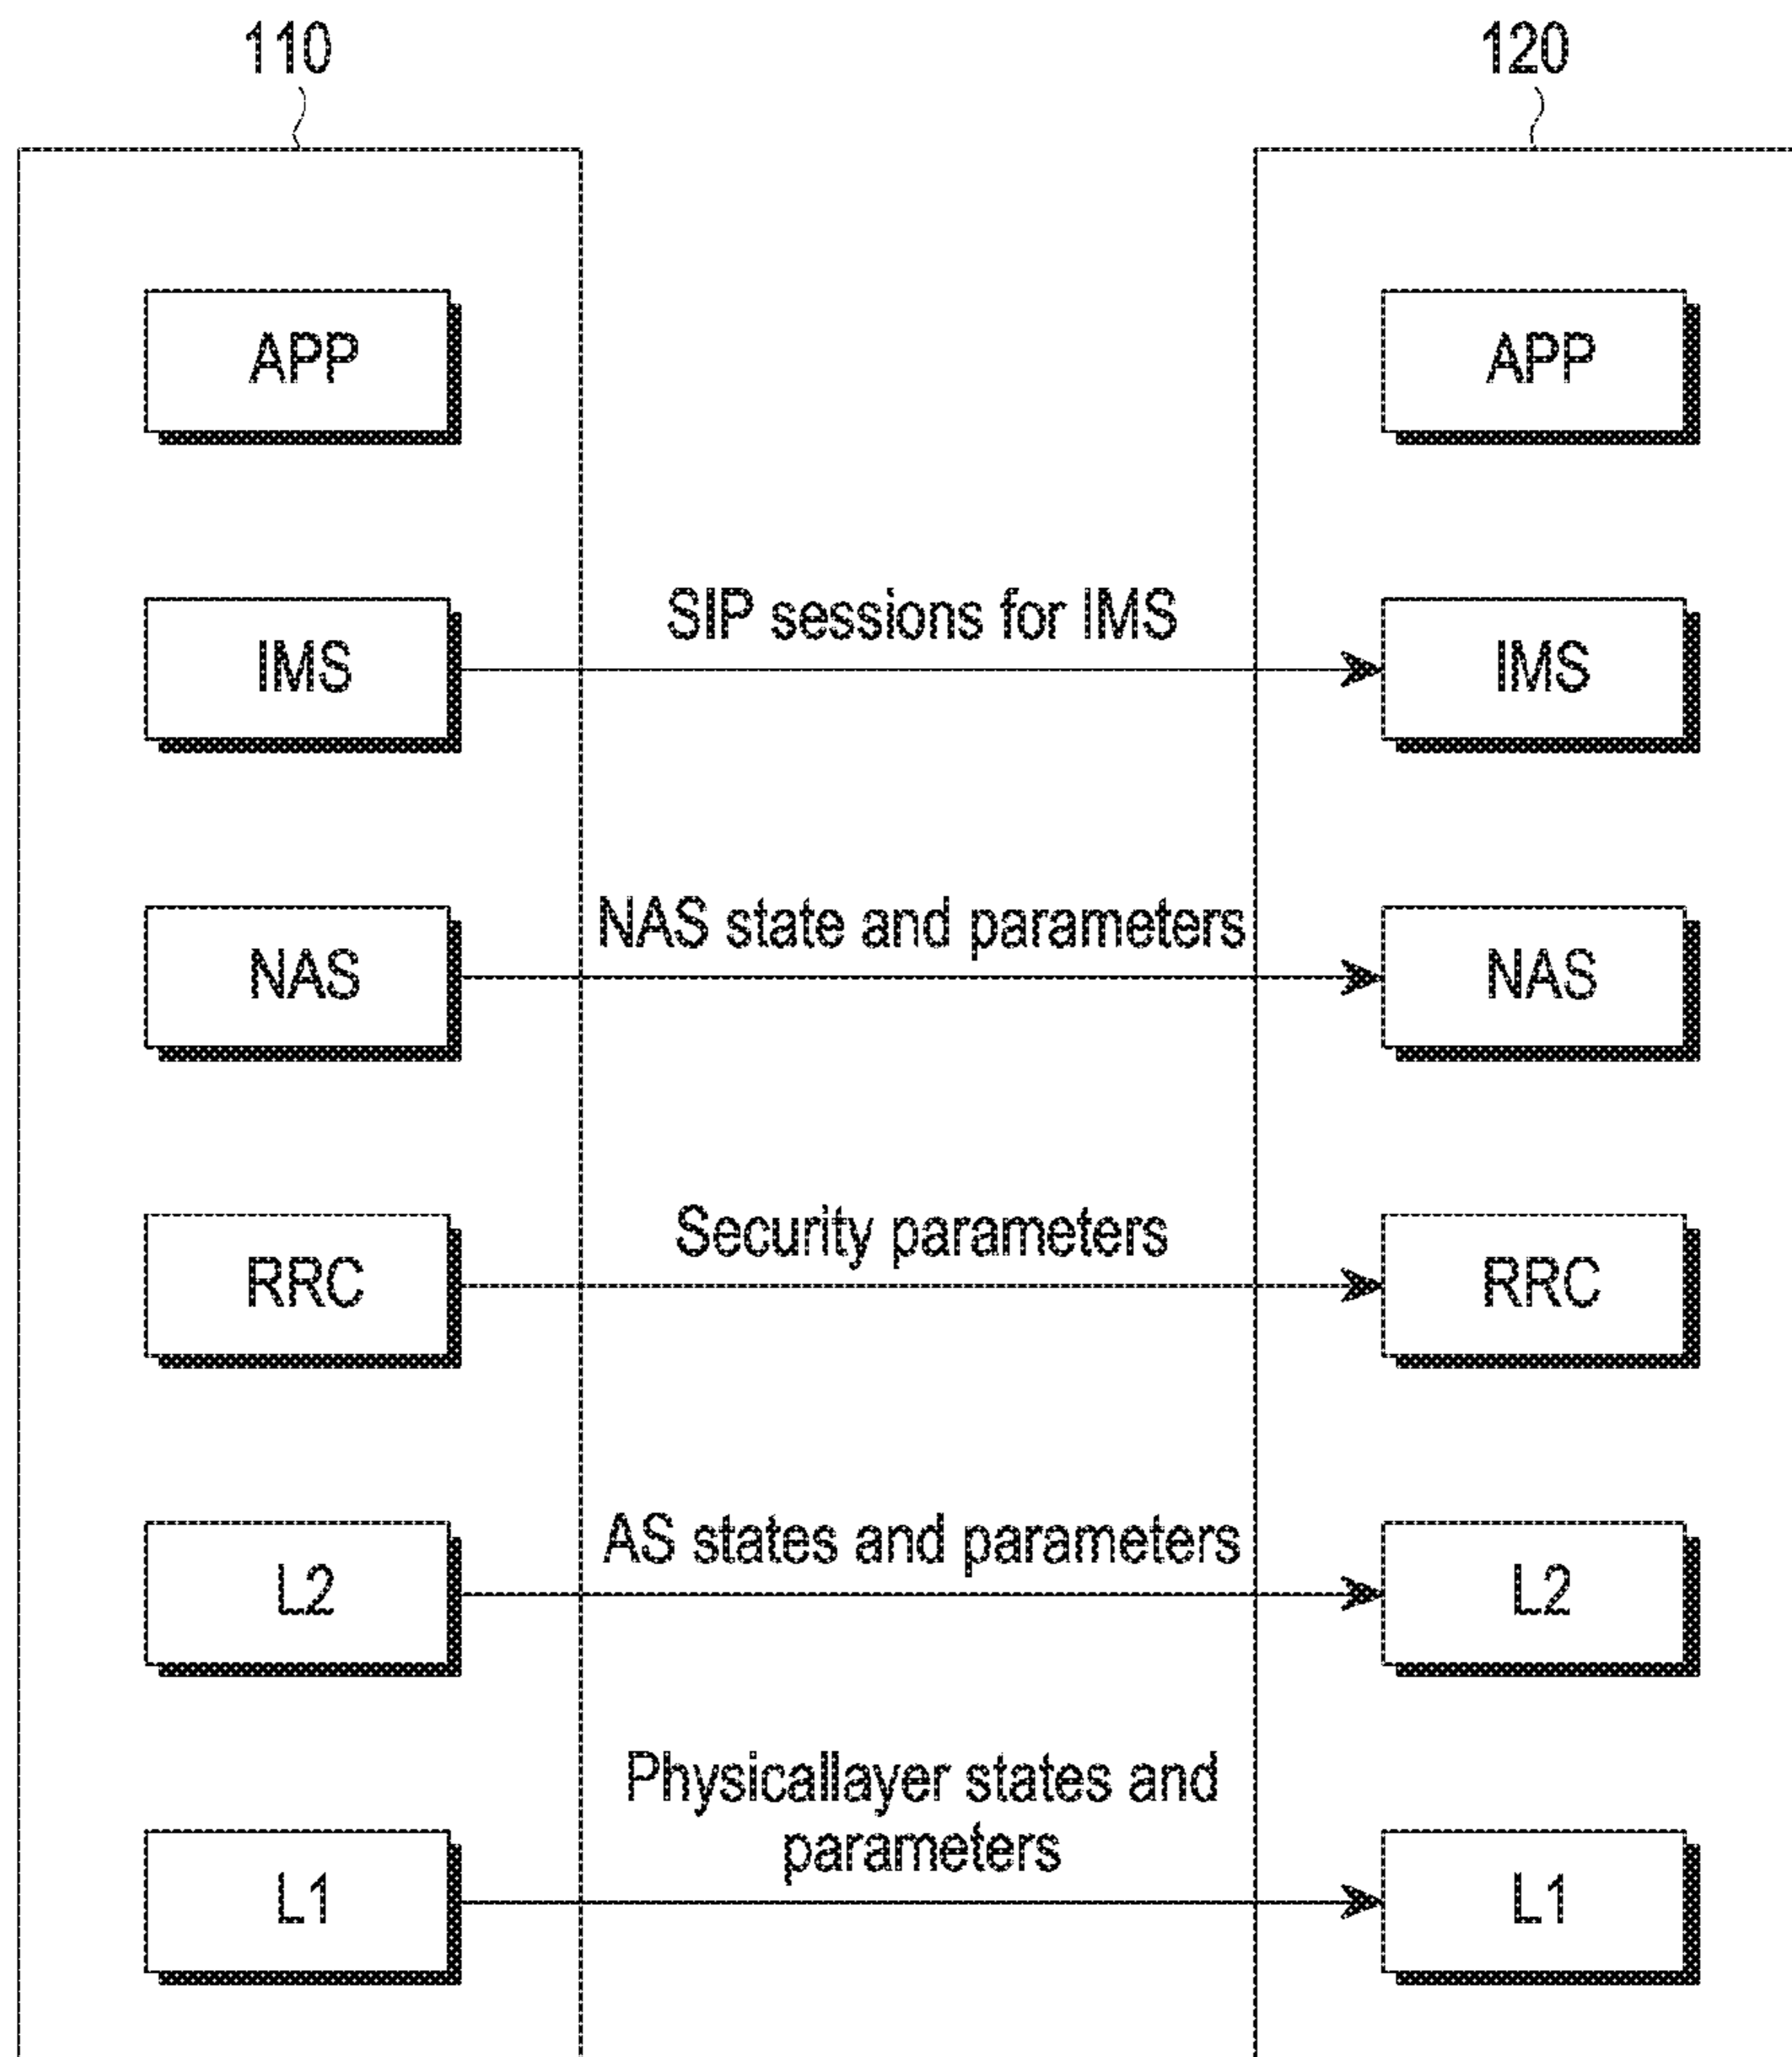 110
120
APP
APP
SIP sessions for IMS
IMS
IMS
NAS state and parameters
NAS
NAS
Security parameters
RRC
RRC
AS states and parameters
L2
L2
Physicallayer states and
parameters
L1
L1